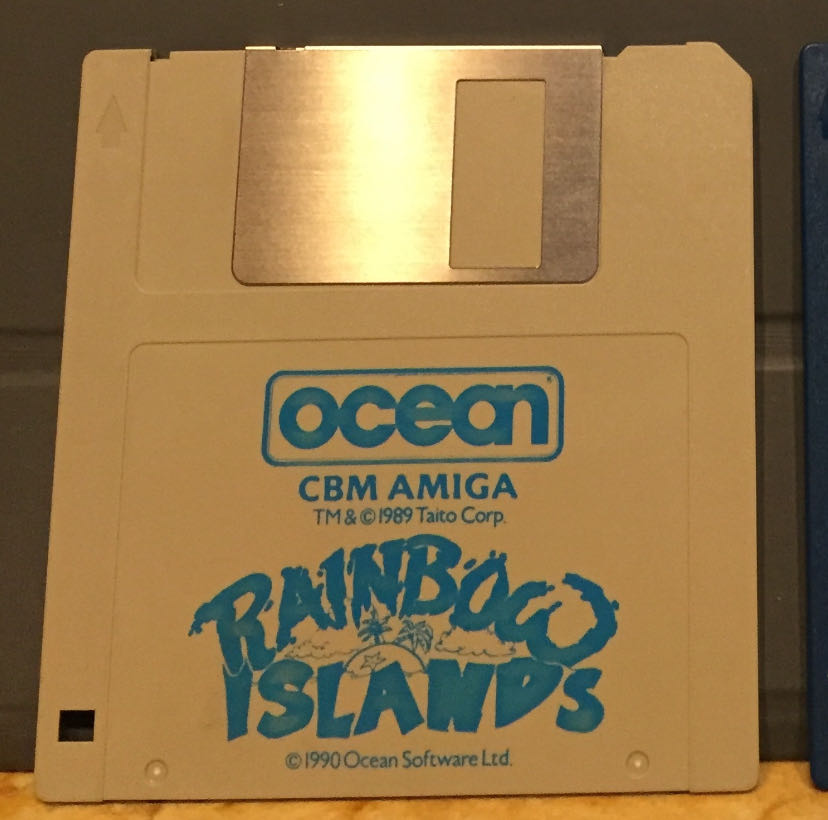 ocean
CBM AMIGA
TM & © 1989 Taito Corp.
RAINBOW
ISLANDS
© 1990 Ocean Software Ltd.